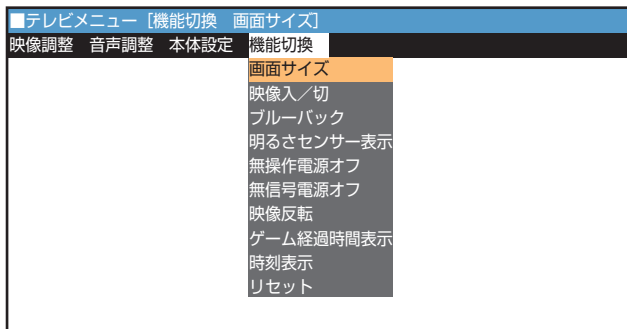 ■テレビメニュー［機能切換　画面サイズ］
映像調整　音声調整　本体設定　機能切換
画面サイズ
映像入／切
ブルーバック
明るさセンサー表示
無操作電源オフ
無信号電源オフ
映像反転
ゲーム経過時間表示
時刻表示
リセット